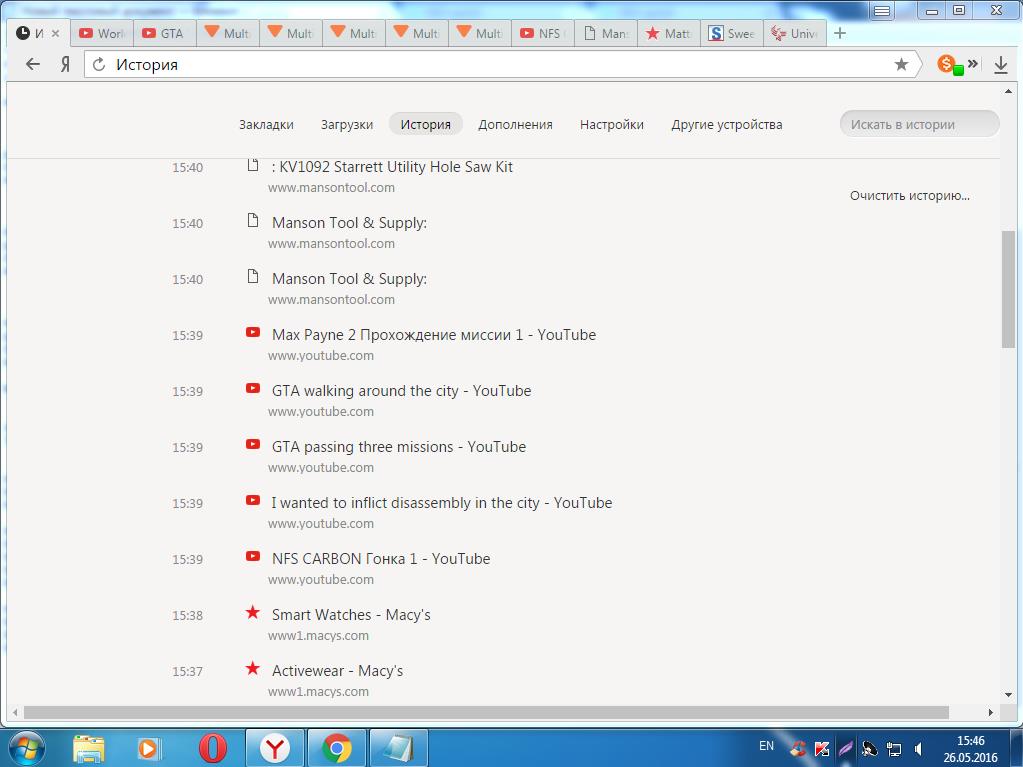 И
Worl
GTA
Multi
Multi
Multi
Multi
Multi
NFS
Mans
Matt
Swee
Unive
Я
История
Закладки
Загрузки
История
Дополнения
Настройки
Другие устройства
Искать в истории
Очистить историю...
15:40
: KV1092 Starrett Utility Hole Saw Kit
www.mansontool.com
15:40
Manson Tool & Supply:
www.mansontool.com
15:40
Manson Tool & Supply:
www.mansontool.com
15:39
Max Payne 2 Прохождение миссии 1 - YouTube
www.youtube.com
15:39
GTA walking around the city - YouTube
www.youtube.com
15:39
GTA passing three missions - YouTube
www.youtube.com
15:39
I wanted to inflict disassembly in the city - YouTube
www.youtube.com
15:39
NFS CARBON Гонка 1 - YouTube
www.youtube.com
15:38
Smart Watches - Macy's
www1.macys.com
15:37
Activewear - Macy's
www1.macys.com
EN
15:46
26.05.2016